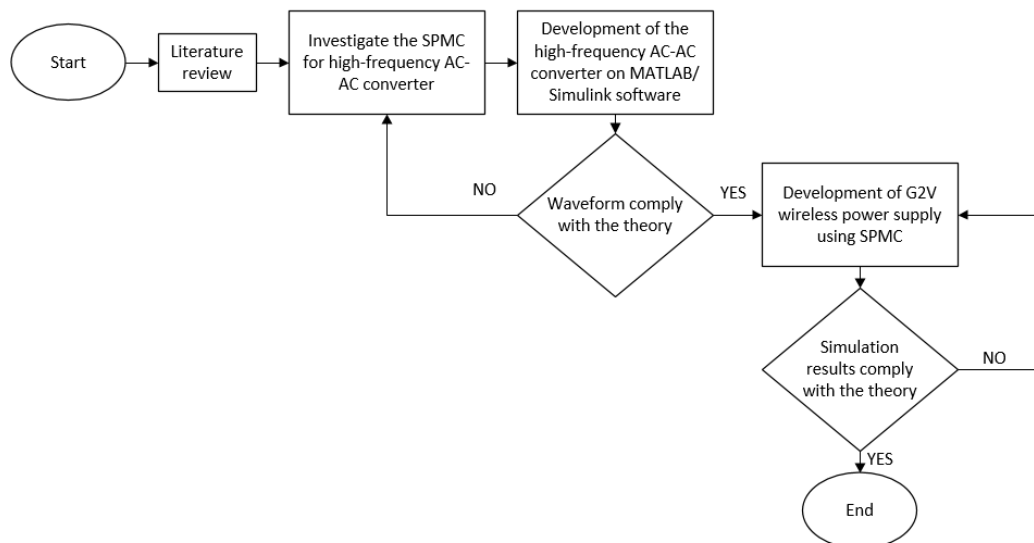 Start
Literature
review
Investigate the SPMC
for high-frequency AC-
AC converter
Development of the
high-frequency AC-AC
converter on MATLAB/
Simulink software
NO
Waveform comply
with the theory
YES
Development of G2V
wireless power supply
using SPMC
Simulation
results comply
with the theory
NO
YES
End